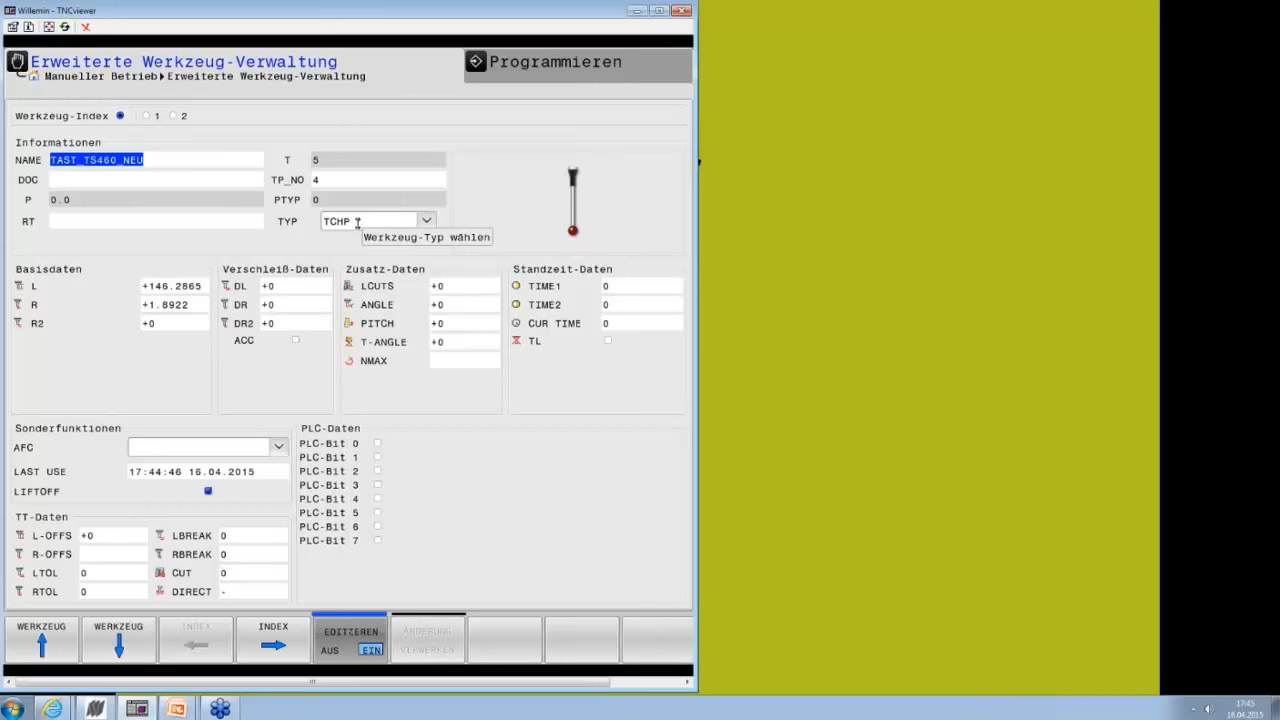 Willemin - TNCviewer
Erweiterte Werkzeug-Verwaltung
Programmieren
Manueller Betrieb Erweiterte Werkzeug-Verwaltung
Werkzeug-Index 1 2
Informationen
NAME TAST_TS460_NEU T 5
DOC TP_NO 4
P 0.0 PTYP 0
RT TYP TCHP
Werkzeug-Typ wählen
Basisdaten Verschleiß-Daten Zusatz-Daten Standzeit-Daten
L +146.2865 DL +0 LCUTS +0 TIME1 0
R +1.8922 DR +0 ANGLE +0 TIME2 0
R2 +0 DR2 +0 PITCH +0 CUR TIME 0
ACC T-ANGLE +0 TL
NMAX
Sonderfunktionen PLC-Daten
AFC PLC-Bit 0
PLC-Bit 1
LAST USE 17:44:46 16.04.2015 PLC-Bit 2
PLC-Bit 3
LIFTOFF PLC-Bit 4
PLC-Bit 5
TT-Daten PLC-Bit 6
L-OFFS +0 LBREAK 0 PLC-Bit 7
R-OFFS RBREAK 0
LTOL 0 CUT 0
RTOL 0 DIRECT -
WERKZEUG WERKZEUG INDEX INDEX EDITIEREN ÄNDERUNG
AUS EIN VERWERFEN
17:45
16.04.2015